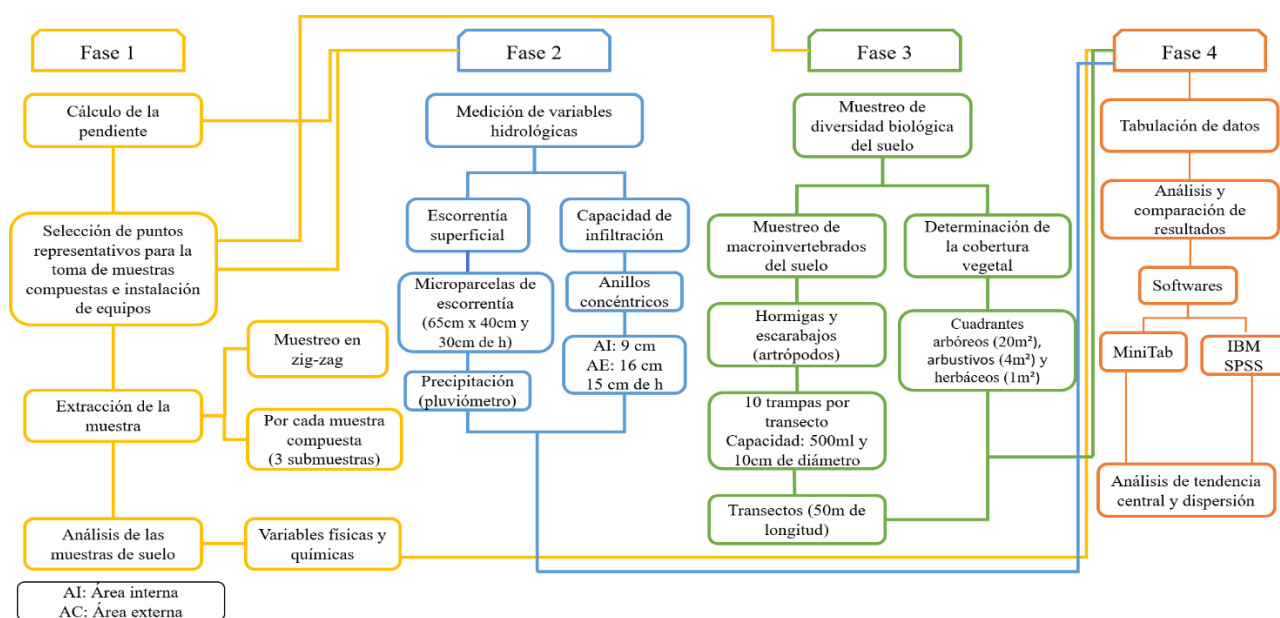 Fase 1
Cálculo de la
pendiente
Selección de puntos
representativos para la
toma de muestras
compuestas e instalación
de equipos
Extracción de la
muestra
Muestreo en
zig-zag
Por cada muestra
compuesta
(3 submuestras)
Análisis de las
muestras de suelo
Variables físicas y
químicas
AI: Área interna
AC: Área externa
Fase 2
Medición de variables
hidrológicas
Escorrentía
superficial
Microparcelas de
escorrentía
(65cm x 40cm y
30cm de h)
Precipitación
(pluviómetro)
Capacidad de
infiltración
Anillos
concéntricos
AI: 9 cm
AE: 16 cm
15 cm de h
Fase 3
Muestreo de
diversidad biológica
del suelo
Muestreo de
macroinvertebrados
del suelo
Hormigas y
escarabajos
(artrópodos)
10 trampas por
transecto
Capacidad: 500ml y
10cm de diámetro
Transectos (50m de
longitud)
Determinación de
la cobertura
vegetal
Cuadrantes
arbóreos (20m²),
arbustivos (4m²) y
herbáceos (1m²)
Fase 4
Tabulación de datos
Análisis y
comparación de
resultados
Softwares
MiniTab
IBM
SPSS
Análisis de tendencia
central y dispersión